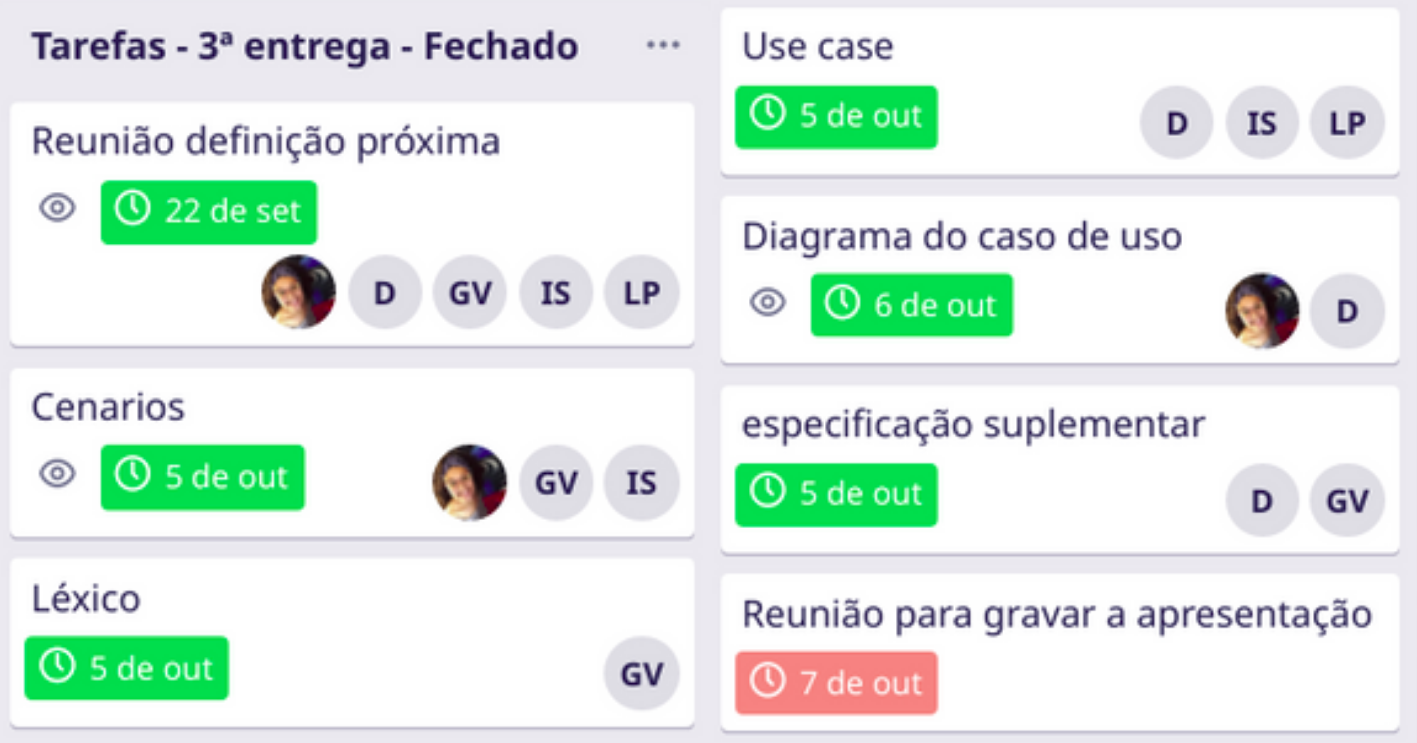 Tarefas - 3ª entrega - Fechado
Reunião definição próxima
22 de set
D GV IS LP
Cenarios
5 de out
GV IS
Léxico
5 de out
GV
Use case
5 de out
D IS LP
Diagrama do caso de uso
6 de out
D
especificação suplementar
5 de out
D GV
Reunião para gravar a apresentação
7 de out